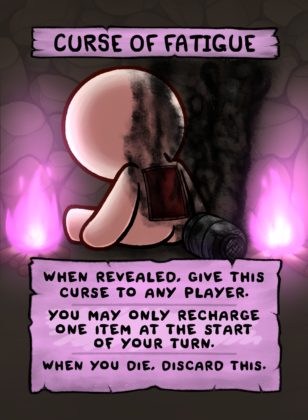 CURSE OF FATIGUE
WHEN REVEALED, GIVE THIS
CURSE TO ANY PLAYER.
YOU MAY ONLY RECHARGE
ONE ITEM AT THE START
OF YOUR TURN.
WHEN YOU DIE, DISCARD THIS.